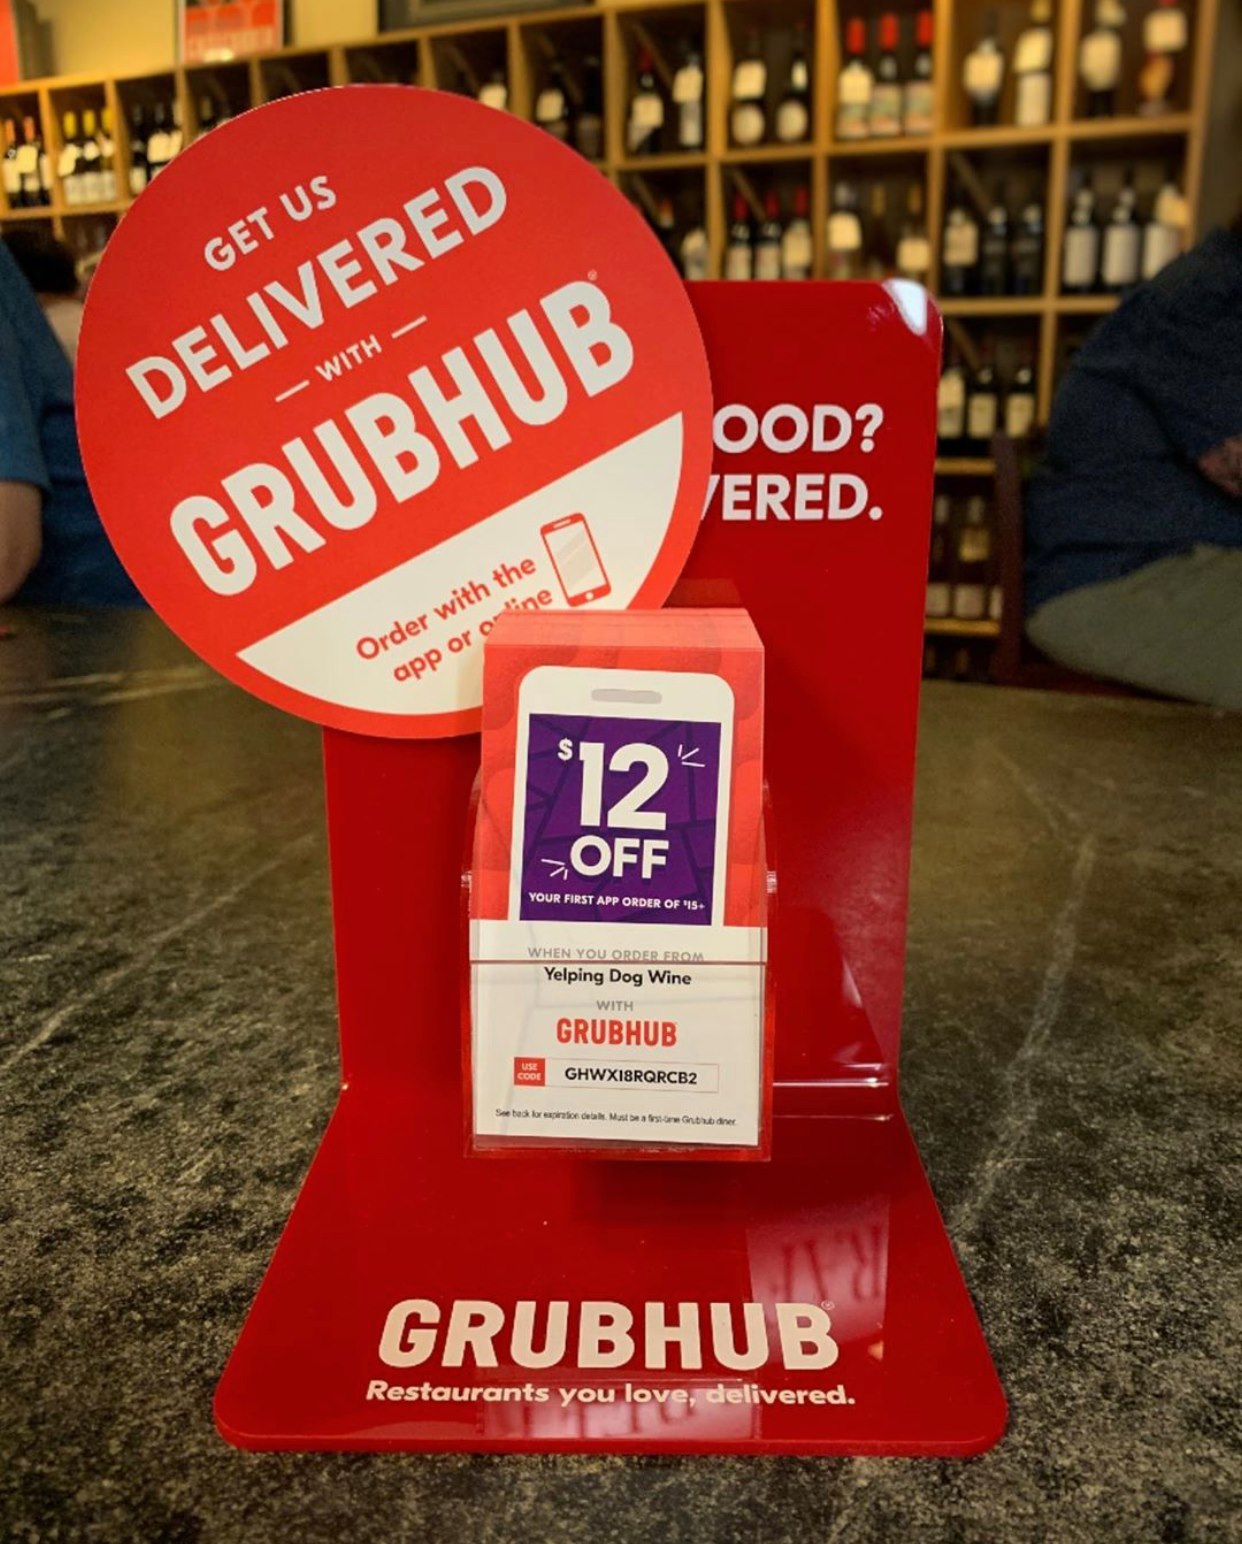 GET US
DELIVERED
WITH
GRUBHUB®
Order with the
app or online
OOD?
VERED.
$12
OFF
YOUR FIRST APP ORDER OF $15+
WHEN YOU ORDER FROM
Yelping Dog Wine
WITH
GRUBHUB
USE
CODE
GHWXI8RQRCB2
See back for expiration details. Must be a first-time Grubhub diner.
GRUBHUB®
Restaurants you love, delivered.